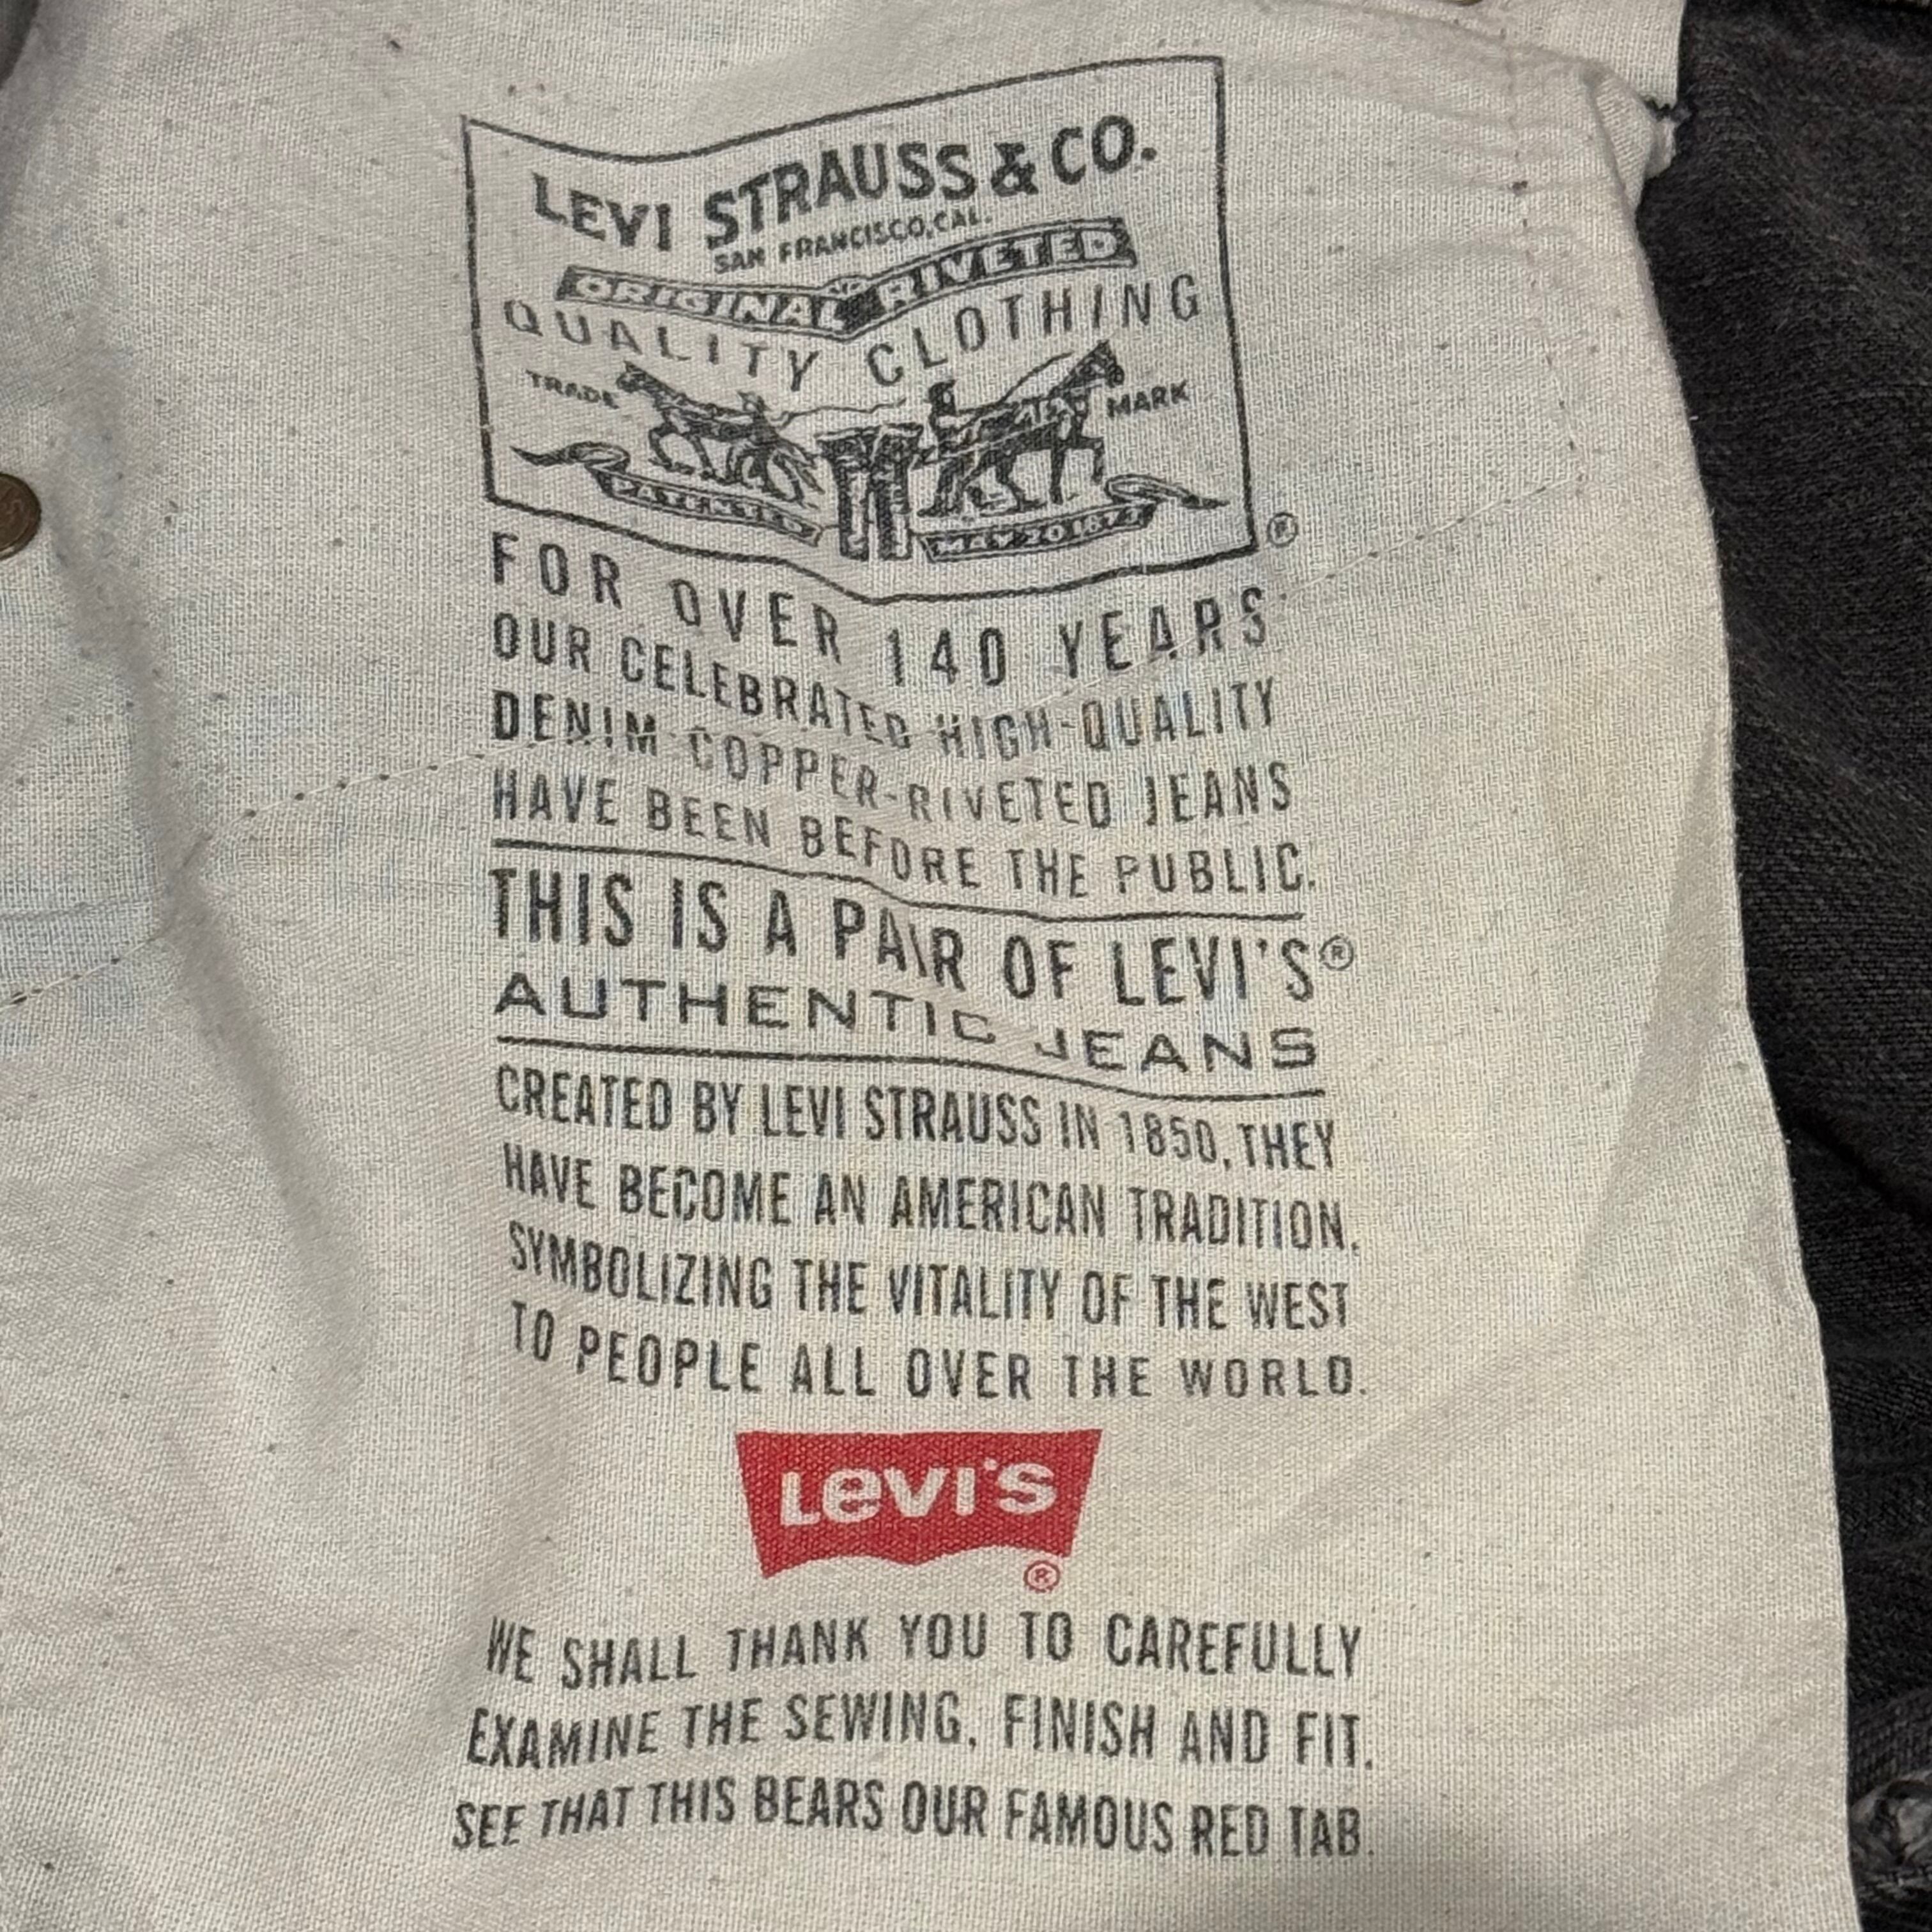 LEVI STRAUSS & CO.
SAN FRANCISCO, CAL.
ORIGINAL RIVETED
QUALITY CLOTHING
TRADE MARK
PATENTED MAY 20 1873
®
FOR OVER 140 YEARS
OUR CELEBRATED HIGH-QUALITY
DENIM COPPER-RIVETED JEANS
HAVE BEEN BEFORE THE PUBLIC.
THIS IS A PAIR OF LEVI'S®
AUTHENTIC JEANS
CREATED BY LEVI STRAUSS IN 1850, THEY
HAVE BECOME AN AMERICAN TRADITION,
SYMBOLIZING THE VITALITY OF THE WEST
TO PEOPLE ALL OVER THE WORLD.
LEVI'S
®
WE SHALL THANK YOU TO CAREFULLY
EXAMINE THE SEWING, FINISH AND FIT.
SEE THAT THIS BEARS OUR FAMOUS RED TAB.